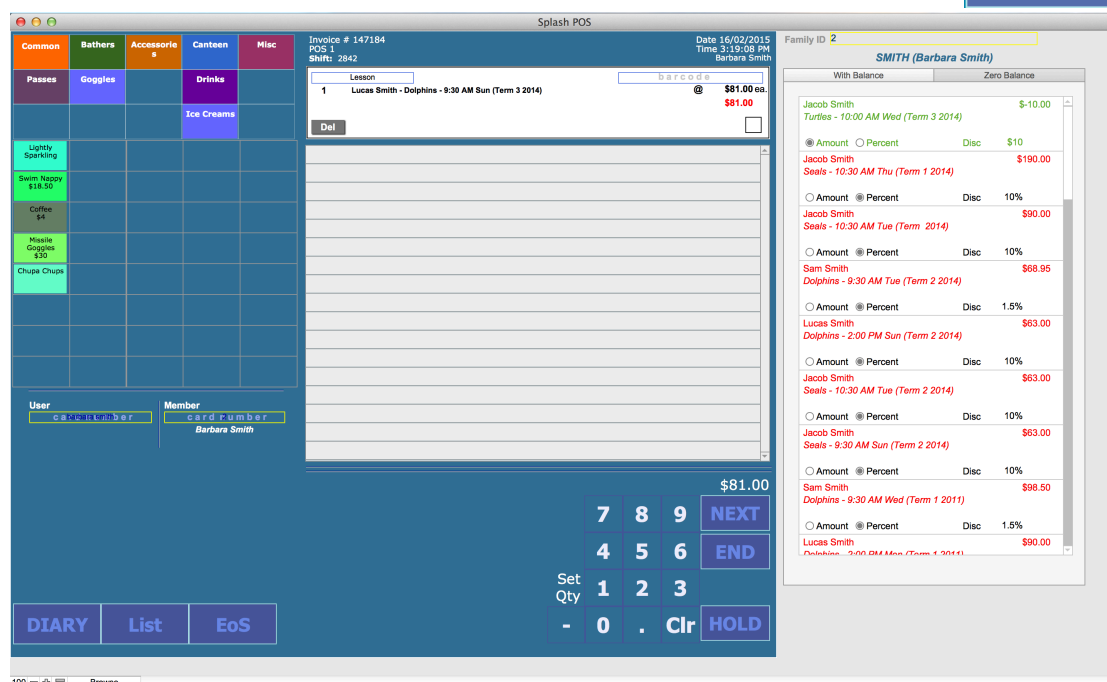 Splash POS
Common Bathers Accessorie s Canteen Misc
Passes Goggles Drinks
Ice Creams
Lightly Sparkling
Swim Nappy $18.50
Coffee $4
Missile Goggles $30
Chupa Chups
User Member
card number
Barbara Smith
DIARY List EoS
Invoice # 147184
POS 1
Shift: 2842
Date 16/02/2015
Time 3:19:08 PM
Barbara Smith
Lesson barcode
1 Lucas Smith - Dolphins - 9:30 AM Sun (Term 3 2014) @ $81.00 ea.
$81.00
Del
$81.00
7 8 9 NEXT
4 5 6 END
Set Qty 1 2 3
- 0 . Clr HOLD
Family ID 2
SMITH (Barbara Smith)
With Balance Zero Balance
Jacob Smith $-10.00
Turtles - 10:00 AM Wed (Term 3 2014)
Amount Percent Disc $10
Jacob Smith $190.00
Seals - 10:30 AM Thu (Term 1 2014)
Amount Percent Disc 10%
Jacob Smith $90.00
Seals - 10:30 AM Tue (Term 2014)
Amount Percent Disc 10%
Sam Smith $68.95
Dolphins - 9:30 AM Tue (Term 2 2014)
Amount Percent Disc 1.5%
Lucas Smith $63.00
Dolphins - 2:00 PM Sun (Term 2 2014)
Amount Percent Disc 10%
Jacob Smith $63.00
Seals - 10:30 AM Tue (Term 2 2014)
Amount Percent Disc 10%
Jacob Smith $63.00
Seals - 9:30 AM Sun (Term 2 2014)
Amount Percent Disc 10%
Sam Smith $98.50
Dolphins - 9:30 AM Wed (Term 1 2011)
Amount Percent Disc 1.5%
Lucas Smith $90.00
Dolphins - 2:00 PM Mon (Term 1 2011)
100 Browse